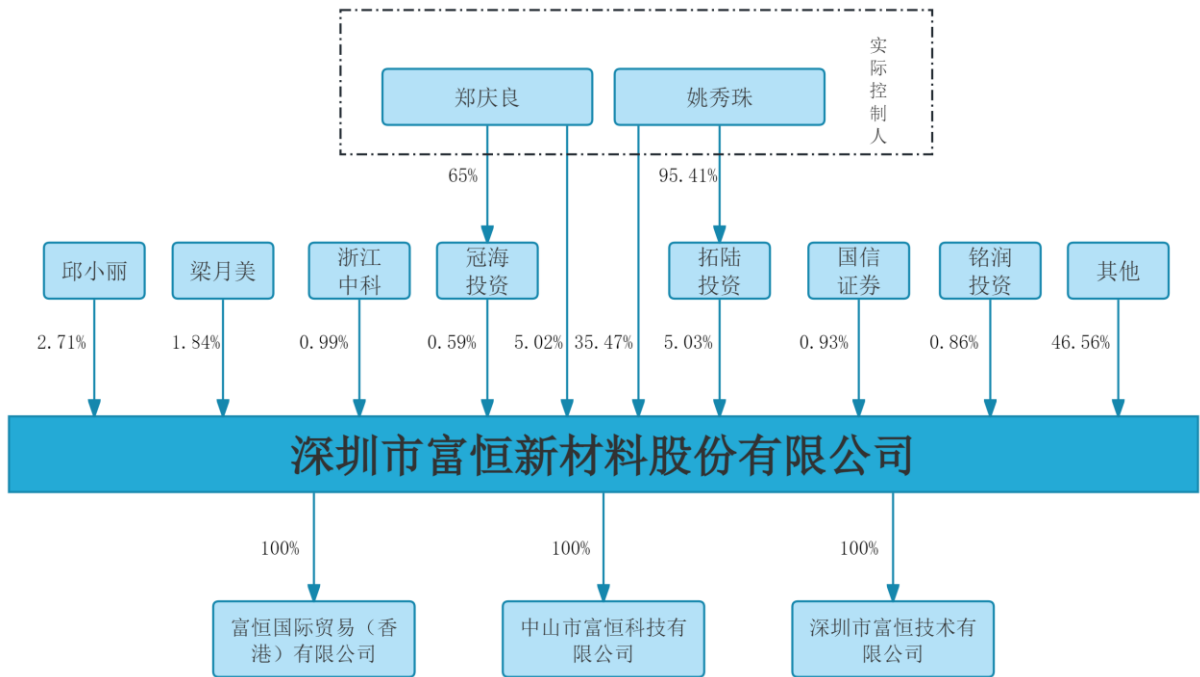 实际控制人
郑庆良
姚秀珠
65%
95.41%
邱小丽
梁月美
浙江
中科
冠海
投资
拓陆
投资
国信
证券
铭润
投资
其他
2.71%
1.84%
0.99%
0.59%
5.02%
35.47%
5.03%
0.93%
0.86%
46.56%
深圳市富恒新材料股份有限公司
100%
100%
100%
富恒国际贸易（香
港）有限公司
中山市富恒科技有
限公司
深圳市富恒技术有
限公司